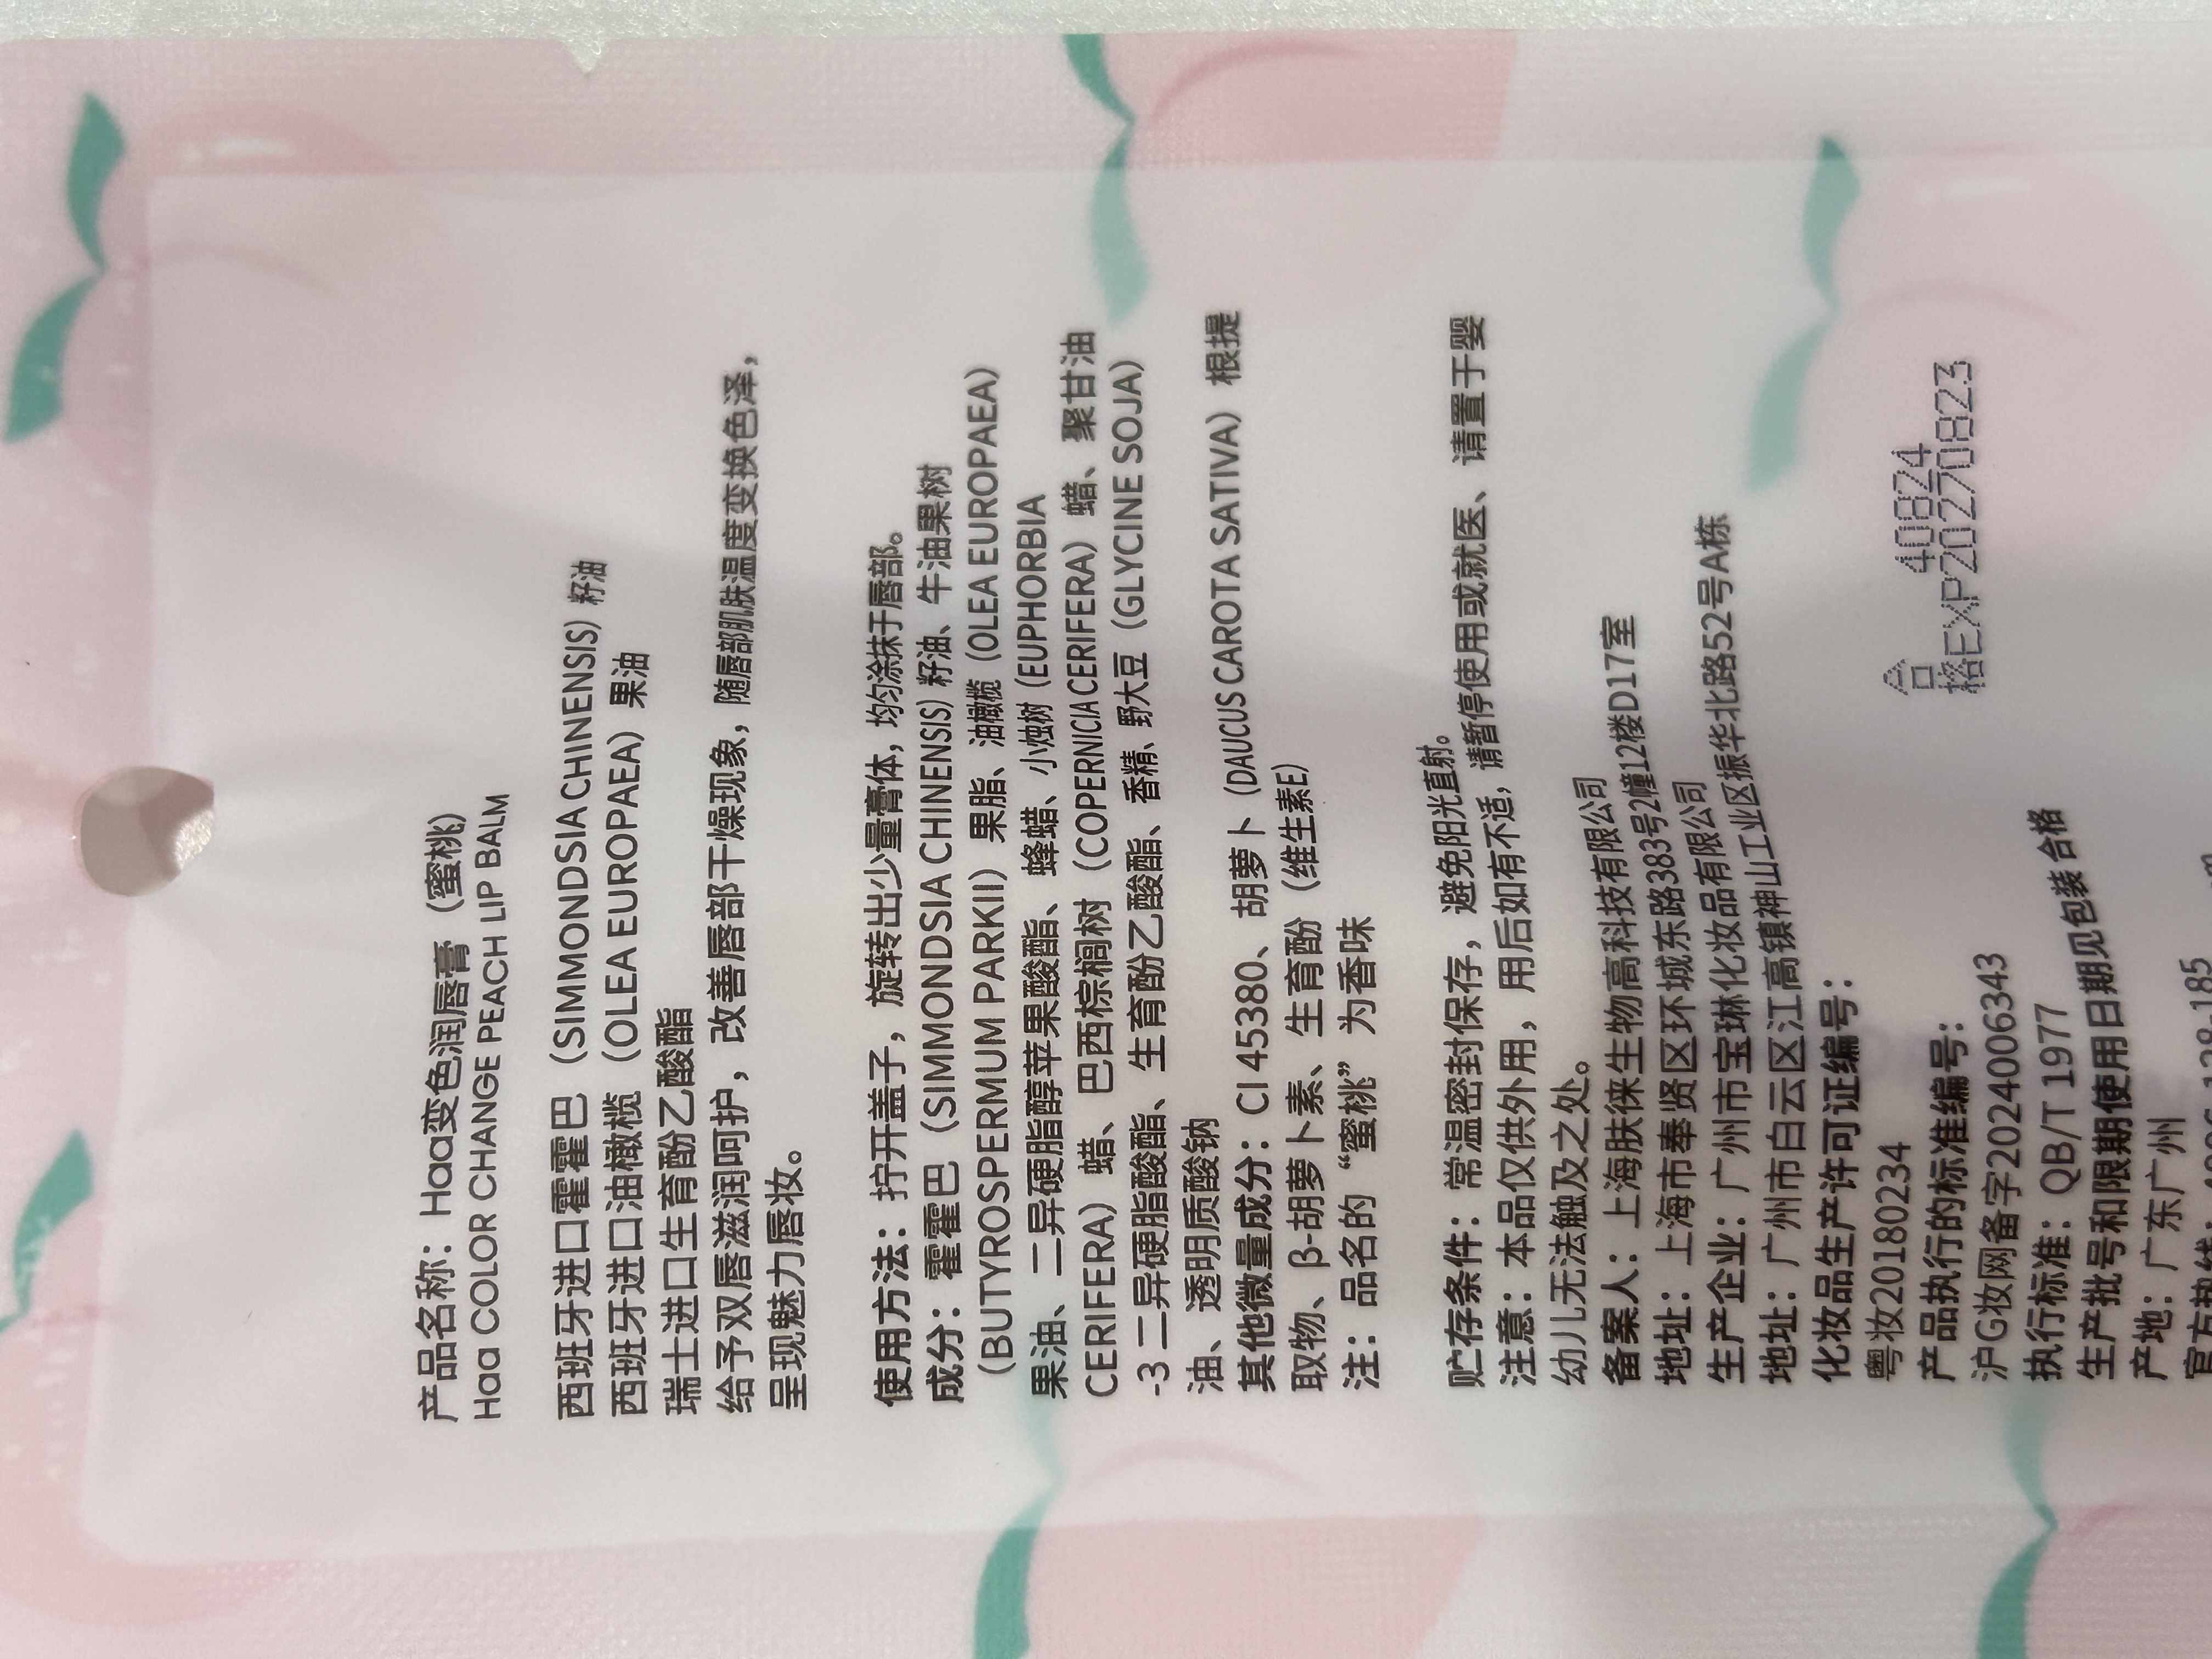 产品名称：Haa变色润唇膏（蜜桃）
Haa COLOR CHANGE PEACH LIP BALM
西班牙进口霍霍巴（SIMMONDSIA CHINENSIS）籽油
西班牙进口油橄榄（OLEA EUROPAEA）果油
瑞士进口生育酚乙酸酯
给予双唇滋润呵护，改善唇部干燥现象，随唇部肌肤温度变换色泽，
呈现魅力唇妆。
使用方法：拧开盖子，旋转出少量膏体，均匀涂抹于唇部。
成分：霍霍巴（SIMMONDSIA CHINENSIS）籽油、牛油果树
（BUTYROSPERMUM PARKII）果脂、油橄榄（OLEA EUROPAEA）
果油、二异硬脂醇苹果酸酯、蜂蜡、小烛树（EUPHORBIA
CERIFERA）蜡、巴西棕榈树（COPERNICIA CERIFERA）蜡、聚甘油
-3 二异硬脂酸酯、生育酚乙酸酯、香精、野大豆（GLYCINE SOJA）
油、透明质酸钠
其他微量成分：CI 45380、胡萝卜（DAUCUS CAROTA SATIVA）根提
取物、β-胡萝卜素、生育酚（维生素E）
注：品名的“蜜桃”为香味
贮存条件：常温密封保存，避免阳光直射。
注意：本品仅供外用，用后如有不适，请暂停使用或就医、请置于婴
幼儿无法触及之处。
备案人：上海肤徕生物高科技有限公司
地址：上海市奉贤区环城东路383号2幢12楼D17室
生产企业：广州市宝琳化妆品有限公司
地址：广州市白云区江高镇神山工业区振华北路52号A栋
化妆品生产许可证编号：
粤妆20180234
产品执行的标准编号：
沪G妆网备字2024006343
执行标准：QB/T 1977
生产批号和限期使用日期见包装合格
产地：广东广州
官方热线：
合 40824
格EXP20270823